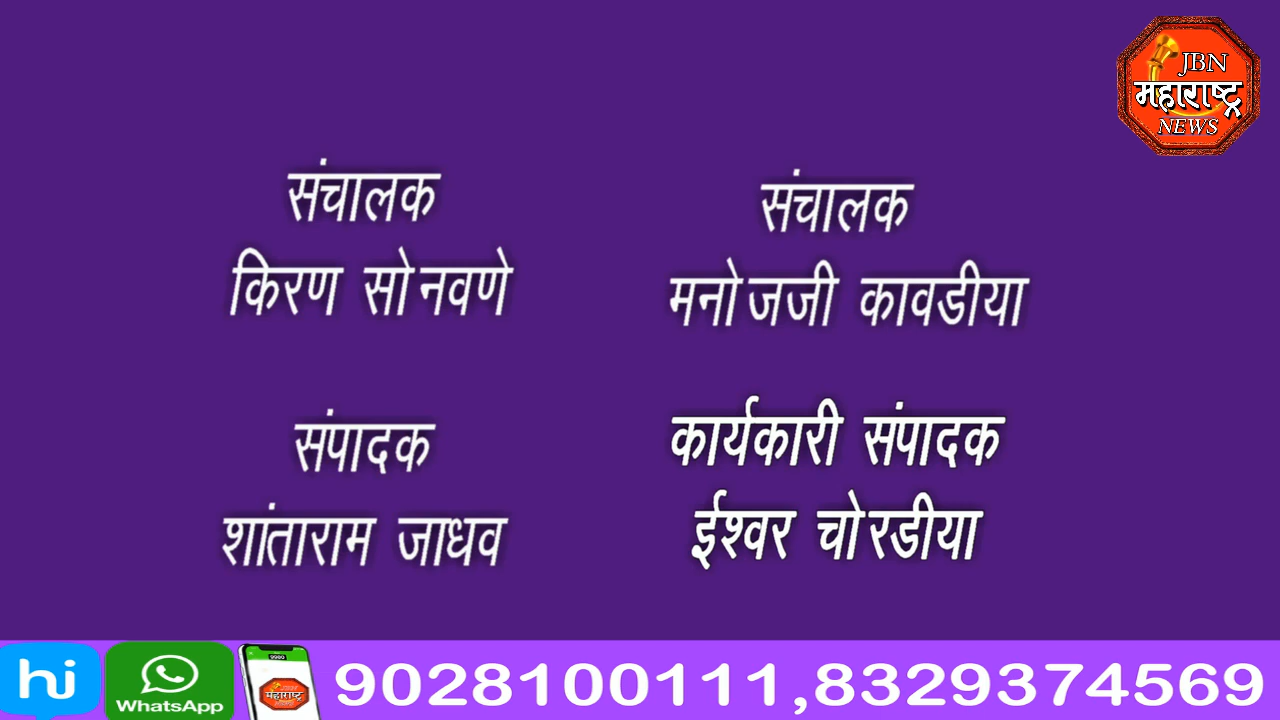 JBN
महाराष्ट्र
NEWS
संचालक
किरण सोनवणे
संचालक
मनोजजी कावडीया
संपादक
शांताराम जाधव
कार्यकारी संपादक
ईश्वर चोरडीया
hi
WhatsApp
महाराष्ट्र
9028100111,8329374569